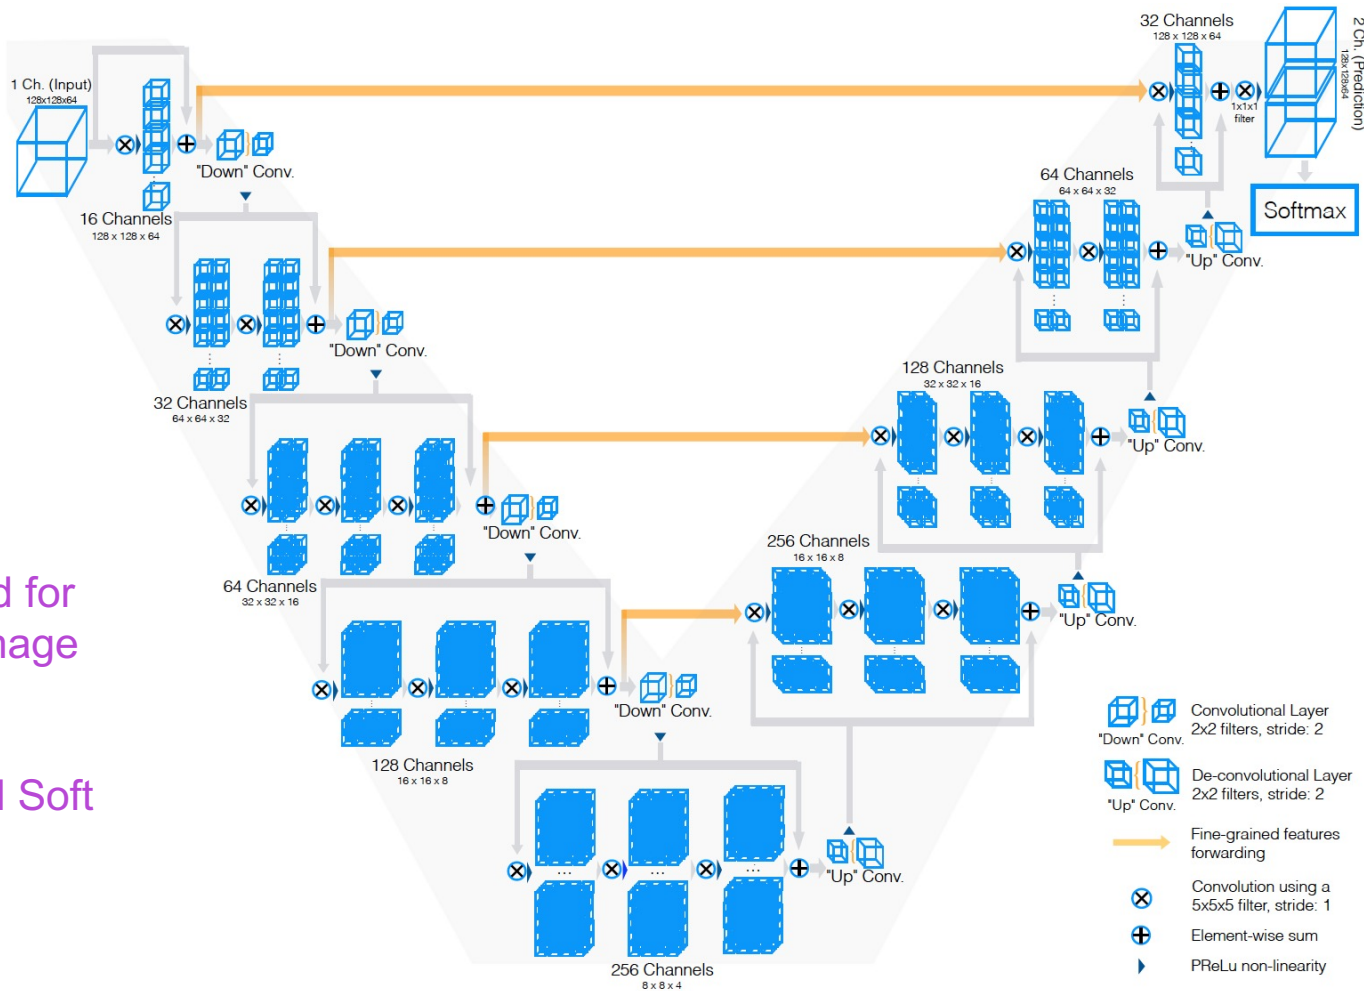 1 Ch. (Input)
128x128x64
"Down" Conv.
16 Channels
128 x 128 x 64
"Down" Conv.
32 Channels
64 x 64 x 32
"Down" Conv.
64 Channels
32 x 32 x 16
"Down" Conv.
128 Channels
16 x 16 x 8
256 Channels
8 x 8 x 4
"Up" Conv.
256 Channels
16 x 16 x 8
"Up" Conv.
128 Channels
32 x 32 x 16
"Up" Conv.
64 Channels
64 x 64 x 32
"Up" Conv.
32 Channels
128 x 128 x 64
1x1x1
filter
2 Ch. (Prediction)
128x128x64
Softmax
d for
nage
l Soft
"Down" Conv.
Convolutional Layer
2x2 filters, stride: 2
"Up" Conv.
De-convolutional Layer
2x2 filters, stride: 2
Fine-grained features
forwarding
Convolution using a
5x5x5 filter, stride: 1
Element-wise sum
PReLu non-linearity